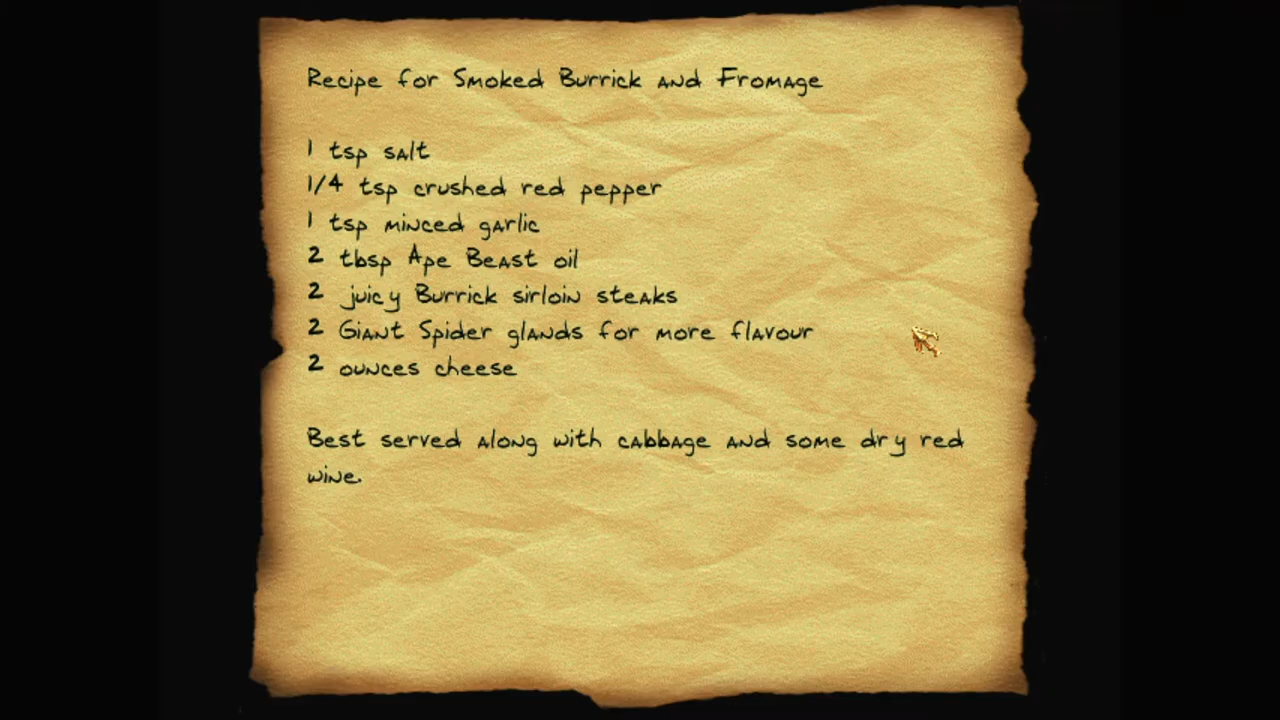 Recipe for Smoked Burrick and Fromage
1 tsp salt
1/4 tsp crushed red pepper
1 tsp minced garlic
2 tbsp Ape Beast oil
2 juicy Burrick sirloin steaks
2 Giant Spider glands for more flavour
2 ounces cheese
Best served along with cabbage and some dry red
wine.